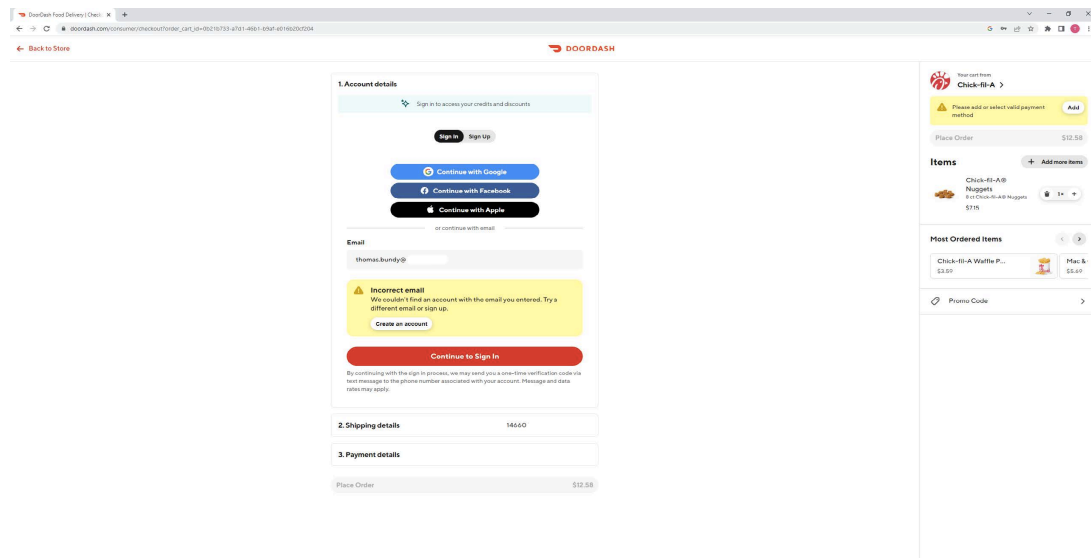 DoorDash Food Delivery | Check
doordash.com/consumer/checkout?order_cart_id=0b21b733-a7d1-46b1-b9af-e016b20cf204
Back to Store
DOORDASH
1. Account details
Sign in to access your credits and discounts
Sign In Sign Up
Continue with Google
Continue with Facebook
Continue with Apple
or continue with email
Email
thomas.bundy@
Incorrect email
We couldn't find an account with the email you entered. Try a
different email or sign up.
Create an account
Continue to Sign In
By continuing with the sign in process, we may send you a one-time verification code via
text message to the phone number associated with your account. Message and data
rates may apply.
2. Shipping details 14660
3. Payment details
Place Order $12.58
Your cart from
Chick-fil-A
Please add or select valid payment
method
Add
Place Order $12.58
Items
+ Add more items
Chick-fil-A®
Nuggets
8 ct Chick-fil-A® Nuggets
$7.15
1× +
Most Ordered Items
Chick-fil-A Waffle P...
$3.59
Mac &
$5.69
Promo Code